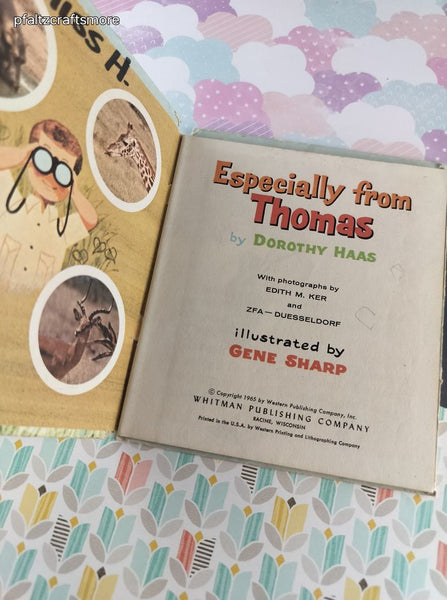 pfaltzcraftsmore
iss H.
Especially from
Thomas
by DOROTHY HAAS
With photographs by
EDITH M. KER
and
ZFA — DUESSELDORF
illustrated by
GENE SHARP
© Copyright 1965 by Western Publishing Company, Inc.
WHITMAN PUBLISHING COMPANY
RACINE, WISCONSIN
Printed in the U.S.A. by Western Printing and Lithographing Company